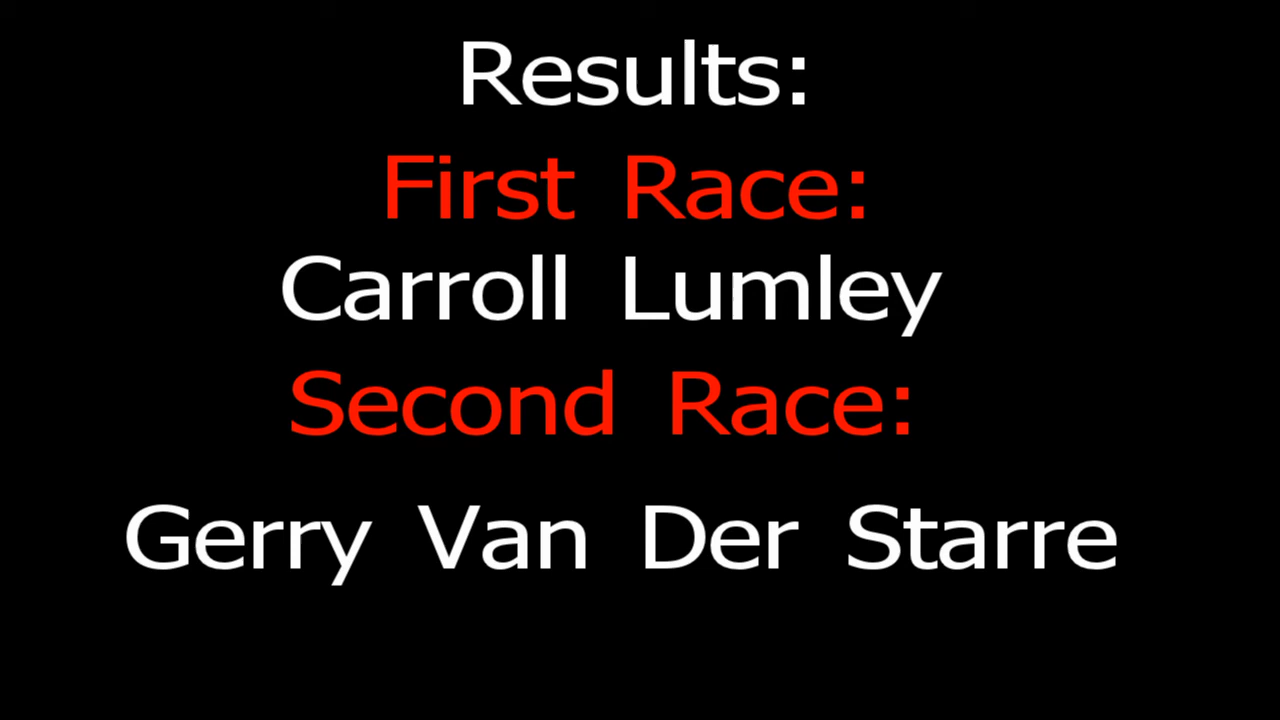 Results:
First Race:
Carroll Lumley
Second Race:
Gerry Van Der Starre